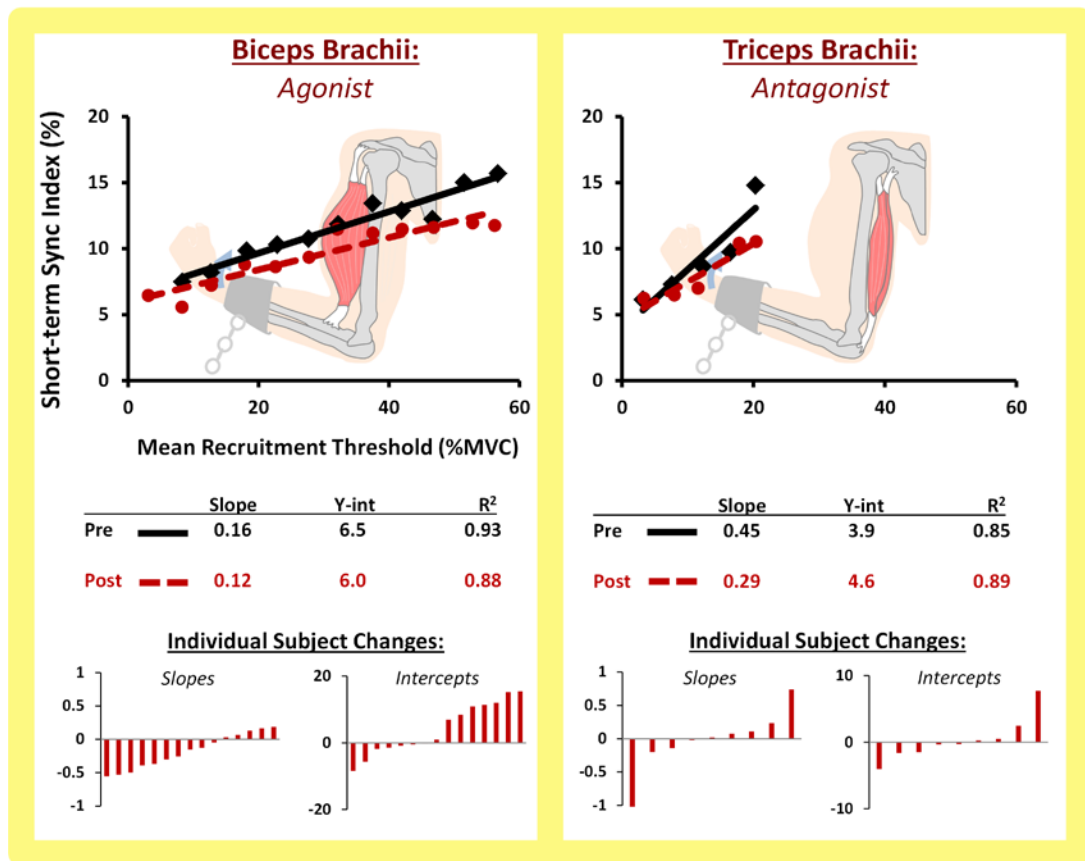 Biceps Brachii:
Agonist
Short-term Sync Index (%)
20
15
10
5
0
0 20 40 60
Mean Recruitment Threshold (%MVC)
Slope Y-int R²
Pre 0.16 6.5 0.93
Post 0.12 6.0 0.88
Individual Subject Changes:
Slopes
1
0.5
0
-0.5
-1
Intercepts
20
0
-20
Triceps Brachii:
Antagonist
20
15
10
5
0
0 20 40 60
Slope Y-int R²
Pre 0.45 3.9 0.85
Post 0.29 4.6 0.89
Individual Subject Changes:
Slopes
1
0.5
0
-0.5
-1
Intercepts
10
0
-10